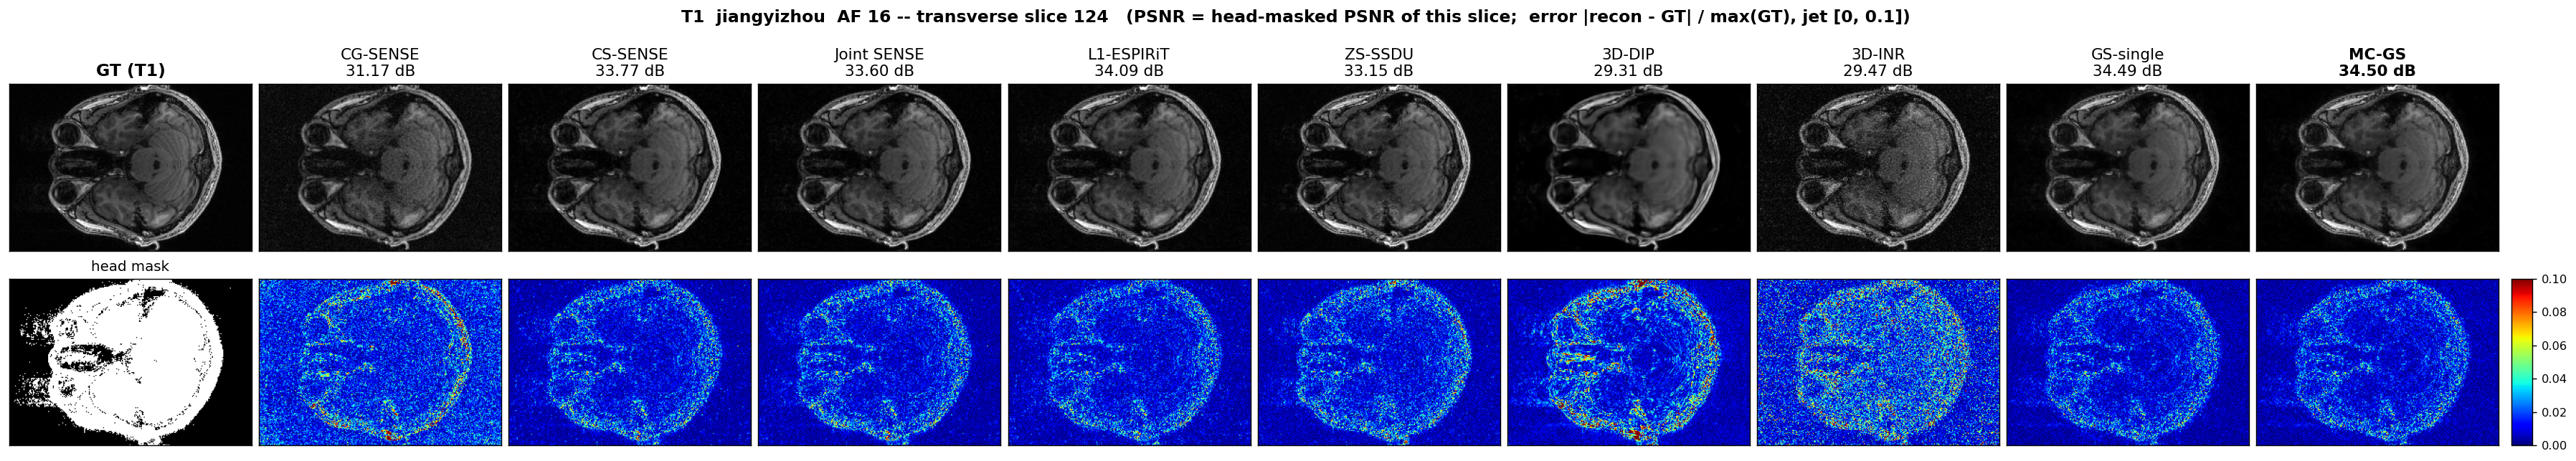 T1 jiangyizhou AF 16 -- transverse slice 124 (PSNR = head-masked PSNR of this slice; error |recon - GT| / max(GT), jet [0, 0.1])
GT (T1)
CG-SENSE
31.17 dB
CS-SENSE
33.77 dB
Joint SENSE
33.60 dB
L1-ESPIRiT
34.09 dB
ZS-SSDU
33.15 dB
3D-DIP
29.31 dB
3D-INR
29.47 dB
GS-single
34.49 dB
MC-GS
34.50 dB
head mask
0.10
0.08
0.06
0.04
0.02
0.00